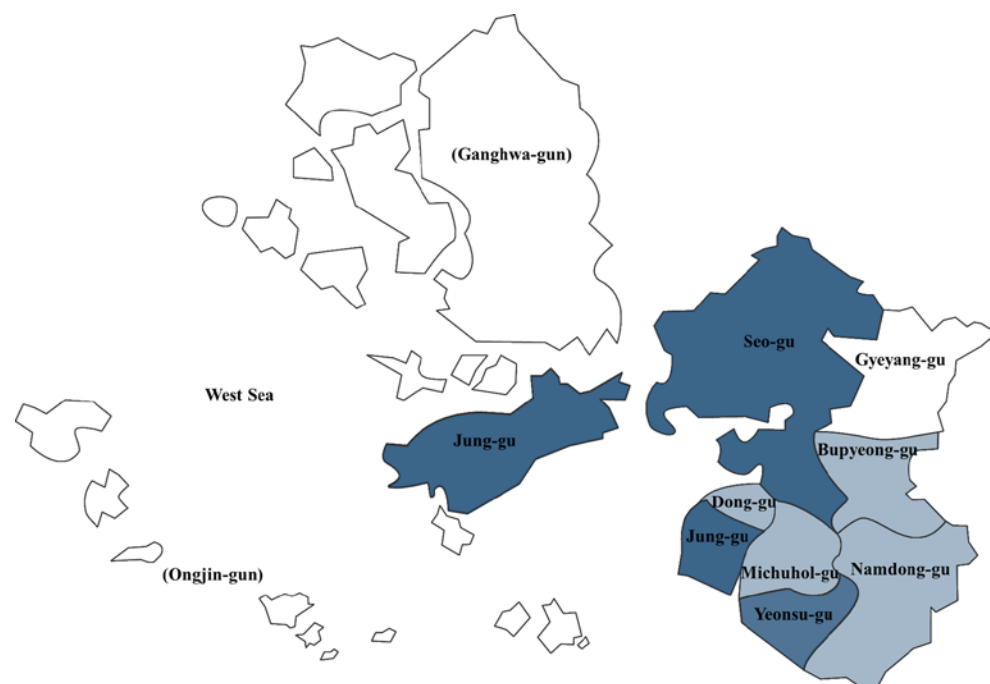 (Ganghwa-gun)
Seo-gu
Gyeyang-gu
West Sea
Jung-gu
Bupyeong-gu
Dong-gu
Jung-gu
(Ongjin-gun)
Michuhol-gu
Namdong-gu
Yeonsu-gu